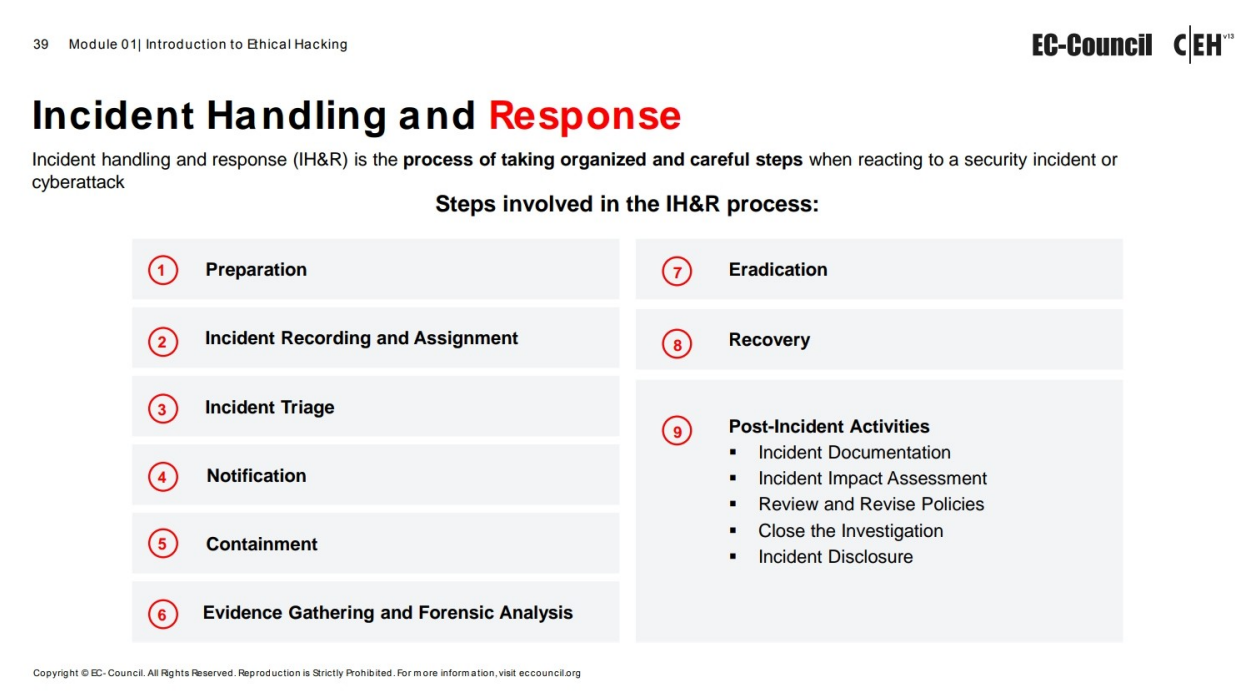 39 Module 01| Introduction to Ethical Hacking
EC-Council C|EH v13
Incident Handling and Response
Incident handling and response (IH&R) is the process of taking organized and careful steps when reacting to a security incident or
cyberattack
Steps involved in the IH&R process:
1 Preparation
2 Incident Recording and Assignment
3 Incident Triage
4 Notification
5 Containment
6 Evidence Gathering and Forensic Analysis
7 Eradication
8 Recovery
9 Post-Incident Activities
▪ Incident Documentation
▪ Incident Impact Assessment
▪ Review and Revise Policies
▪ Close the Investigation
▪ Incident Disclosure
Copyright © EC-Council. All Rights Reserved. Reproduction is Strictly Prohibited. For more information, visit eccouncil.org